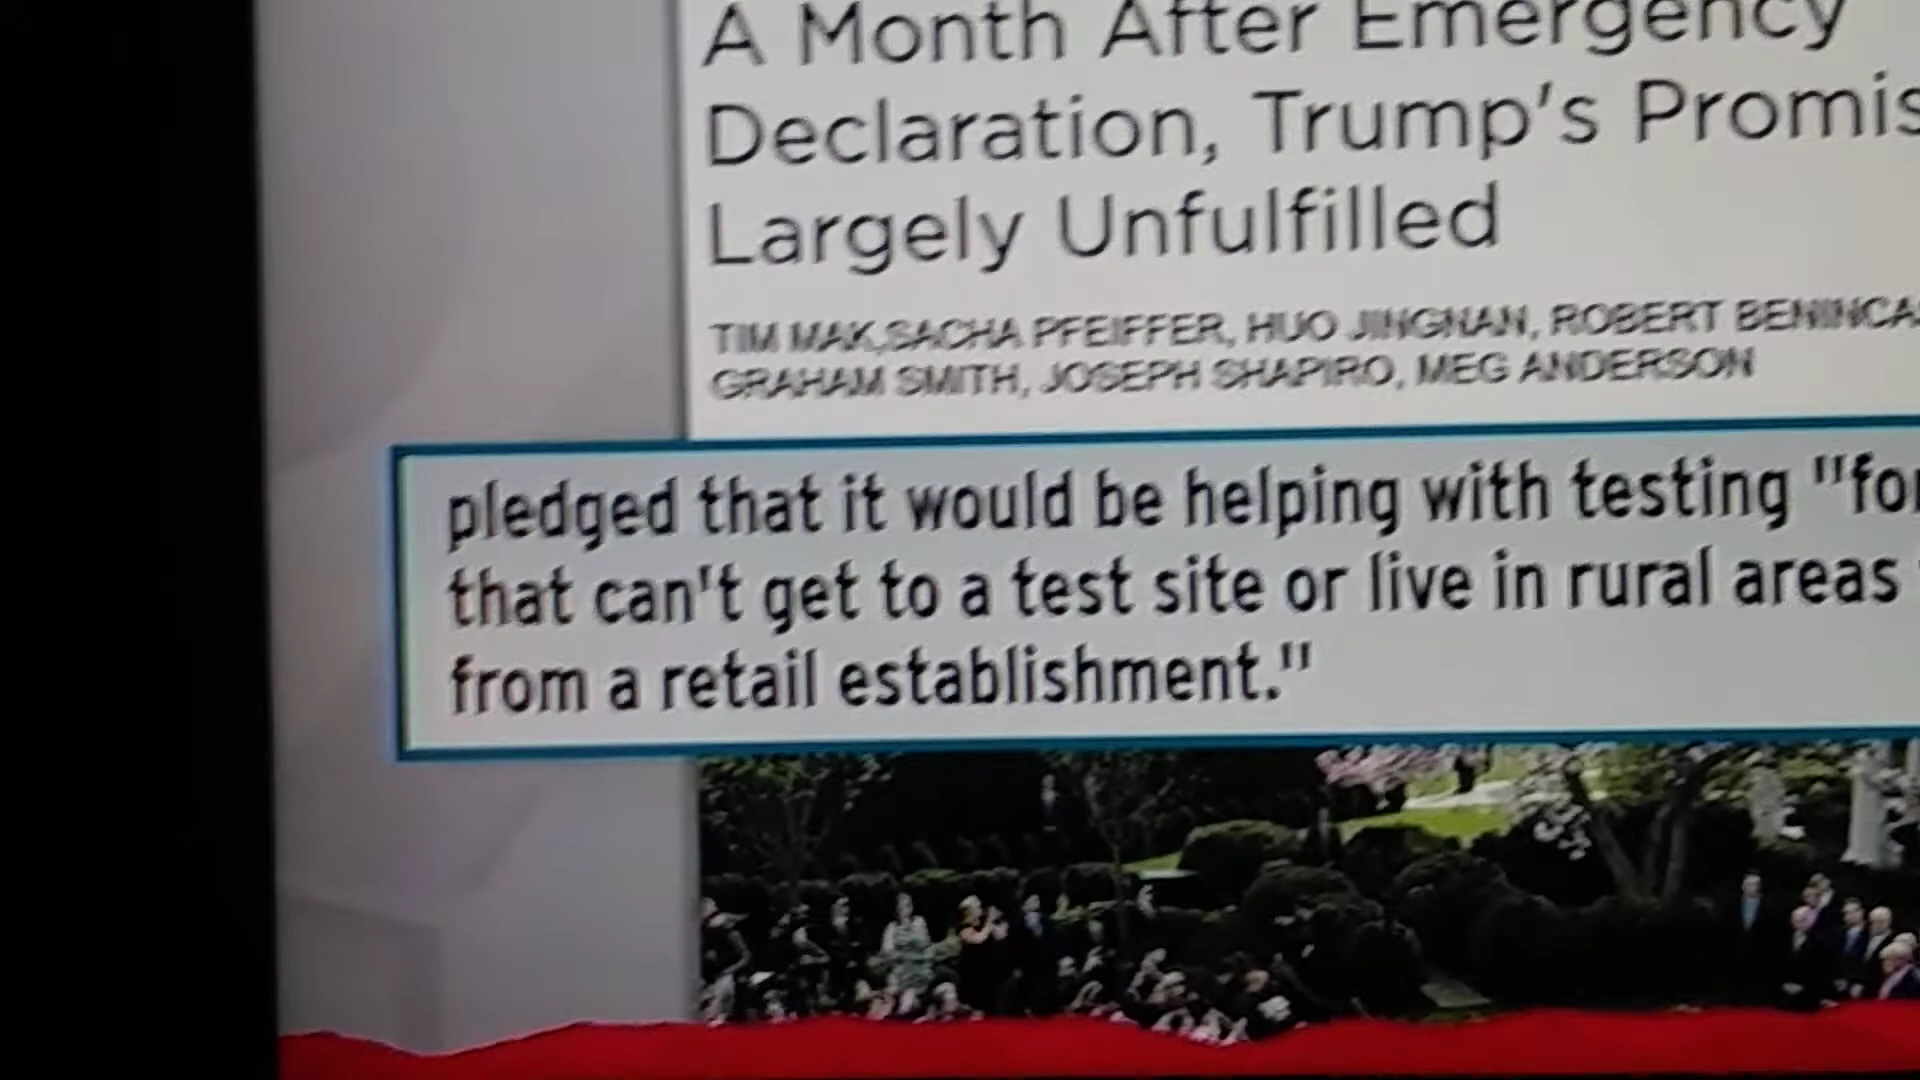 A Month After Emergency
Declaration, Trump's Promis
Largely Unfulfilled
TIM MAK,SACHA PFEIFFER, HUO JINGNAN, ROBERT BENINCAS
GRAHAM SMITH, JOSEPH SHAPIRO, MEG ANDERSON
pledged that it would be helping with testing "for
that can't get to a test site or live in rural areas
from a retail establishment."